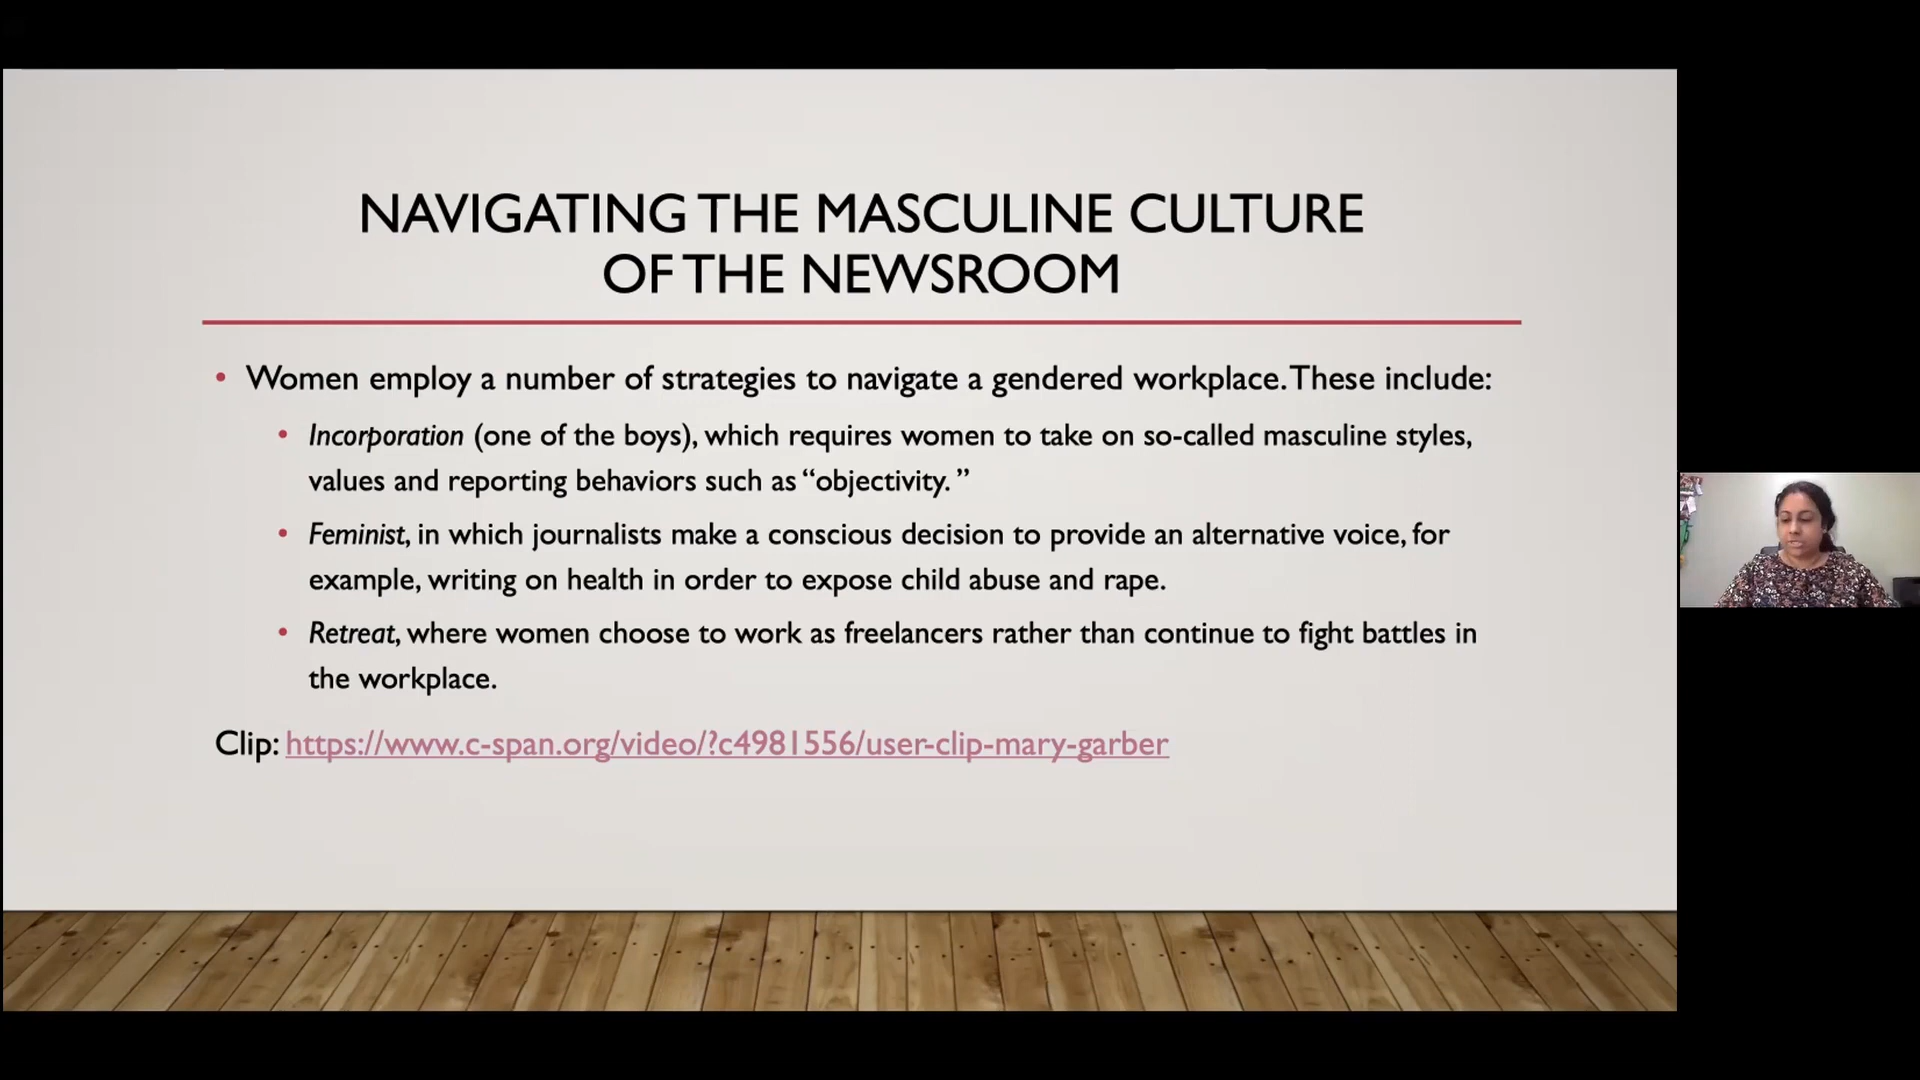 NAVIGATING THE MASCULINE CULTURE
OF THE NEWSROOM
• Women employ a number of strategies to navigate a gendered workplace. These include:
• Incorporation (one of the boys), which requires women to take on so-called masculine styles,
values and reporting behaviors such as “objectivity. ”
• Feminist, in which journalists make a conscious decision to provide an alternative voice, for
example, writing on health in order to expose child abuse and rape.
• Retreat, where women choose to work as freelancers rather than continue to fight battles in
the workplace.
Clip: https://www.c-span.org/video/?c4981556/user-clip-mary-garber